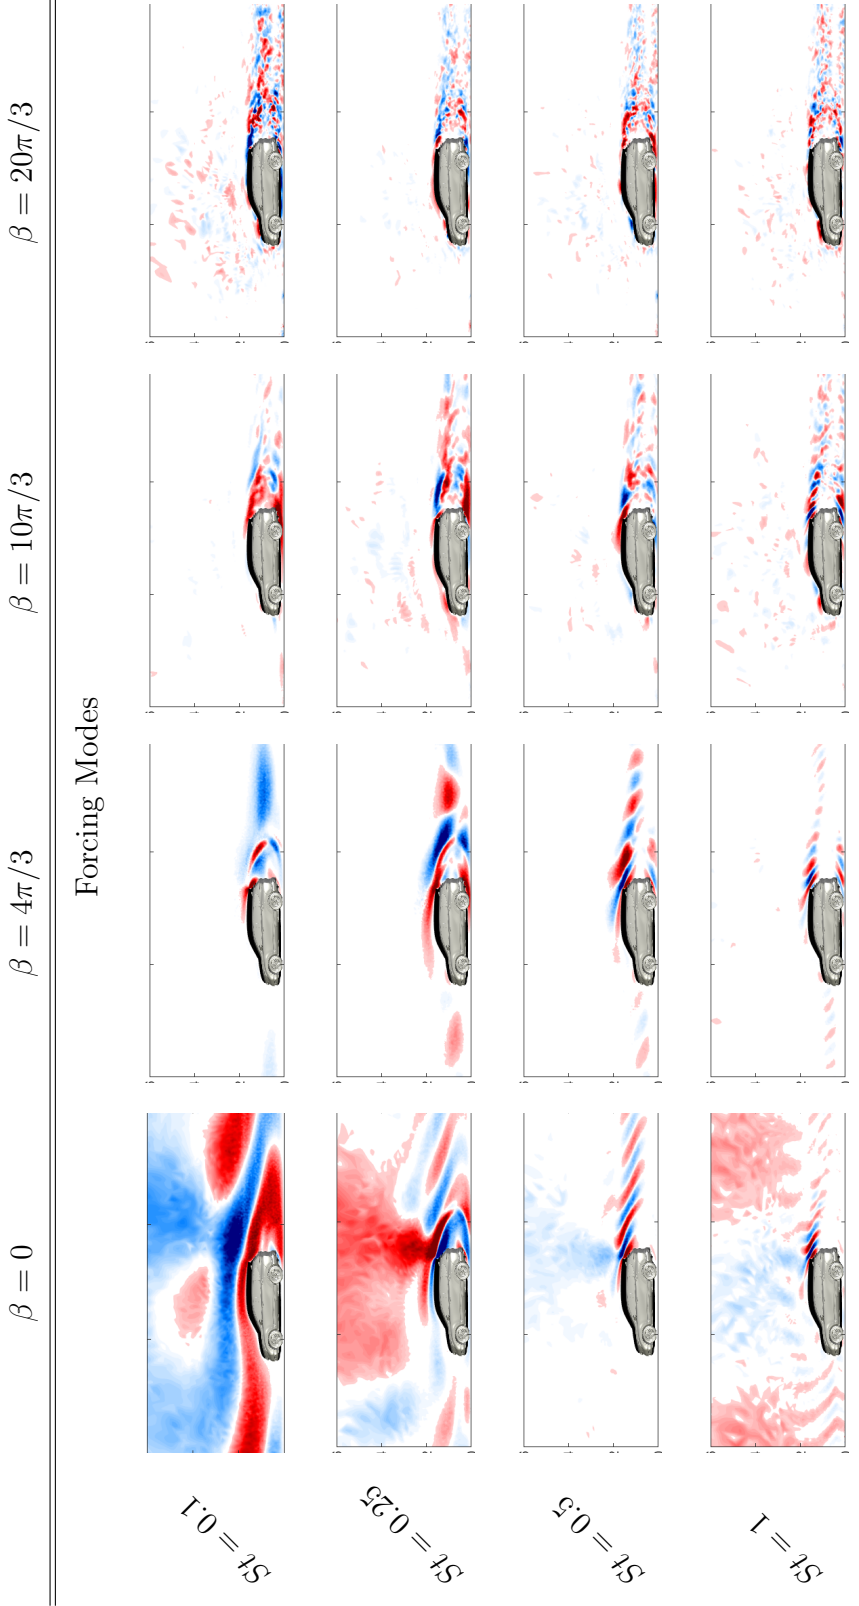 β = 0 β = 4π/3 β = 10π/3 β = 20π/3
Forcing Modes
St = 0.1
St = 0.25
St = 0.5
St = 1